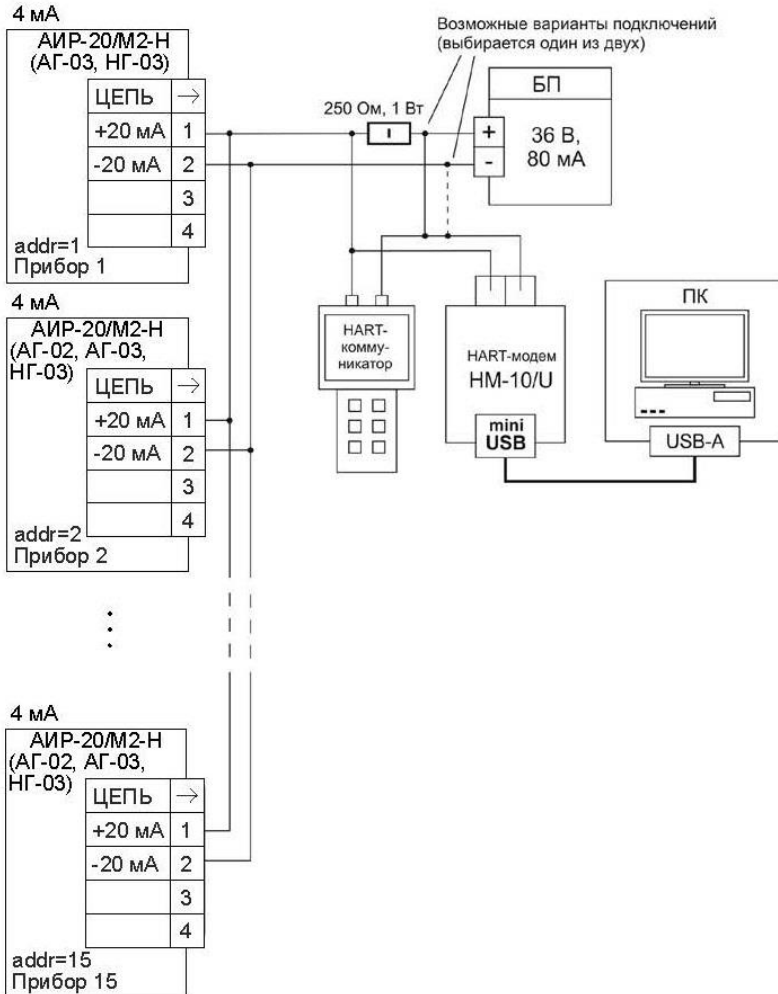 4 мА
АИР-20/М2-Н
(АГ-03, НГ-03)
ЦЕПЬ →
+20 мА 1
-20 мА 2
3
4
addr=1
Прибор 1
Возможные варианты подключений
(выбирается один из двух)
250 Ом, 1 Вт
I
БП
+
-
36 В,
80 мА
4 мА
АИР-20/М2-Н
(АГ-02, АГ-03,
НГ-03)
ЦЕПЬ →
+20 мА 1
-20 мА 2
3
4
addr=2
Прибор 2
HART-
комму-
никатор
HART-модем
HM-10/U
mini
USB
ПК
USB-A
4 мА
АИР-20/М2-Н
(АГ-02, АГ-03,
НГ-03)
ЦЕПЬ →
+20 мА 1
-20 мА 2
3
4
addr=15
Прибор 15